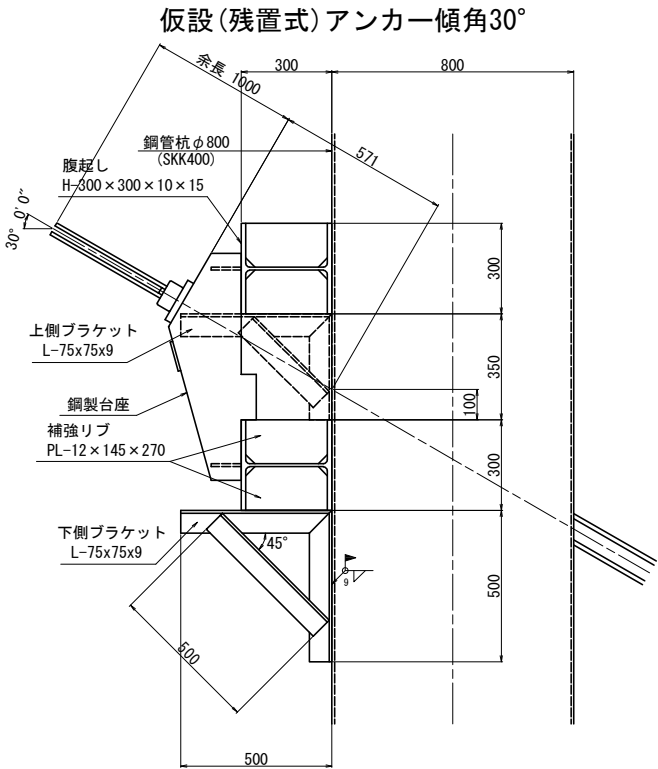 仮設(残置式)アンカー傾角30°
余長 1000
300
800
鋼管杭φ800
(SKK400)
571
腹起し
H-300×300×10×15
30° 0′ 0″
300
上側ブラケット
L-75x75x9
350
100
鋼製台座
補強リブ
PL-12×145×270
300
下側ブラケット
L-75x75x9
45°
9
500
500
500